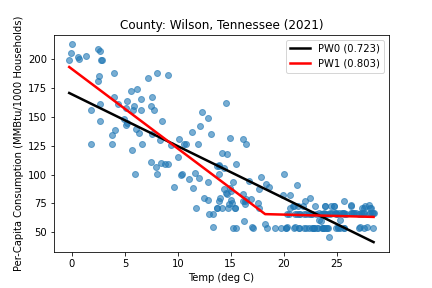 County: Wilson, Tennessee (2021)
PW0 (0.723)
PW1 (0.803)
Per-Capita Consumption (MMBtu/1000 Households)
200
175
150
125
100
75
50
0 5 10 15 20 25
Temp (deg C)